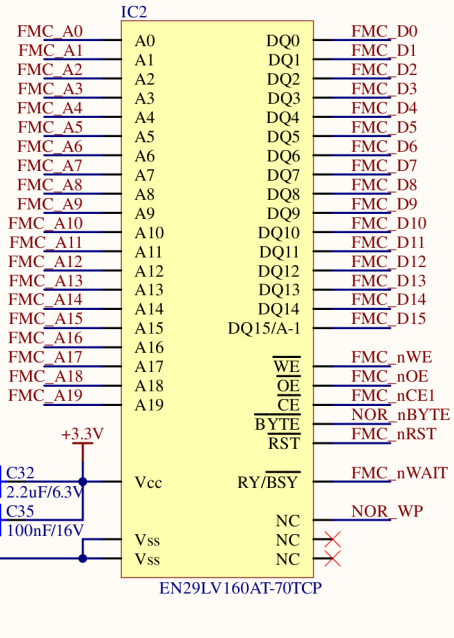 IC2
FMC_A0 A0 DQ0 FMC_D0
FMC_A1 A1 DQ1 FMC_D1
FMC_A2 A2 DQ2 FMC_D2
FMC_A3 A3 DQ3 FMC_D3
FMC_A4 A4 DQ4 FMC_D4
FMC_A5 A5 DQ5 FMC_D5
FMC_A6 A6 DQ6 FMC_D6
FMC_A7 A7 DQ7 FMC_D7
FMC_A8 A8 DQ8 FMC_D8
FMC_A9 A9 DQ9 FMC_D9
FMC_A10 A10 DQ10 FMC_D10
FMC_A11 A11 DQ11 FMC_D11
FMC_A12 A12 DQ12 FMC_D12
FMC_A13 A13 DQ13 FMC_D13
FMC_A14 A14 DQ14 FMC_D14
FMC_A15 A15 DQ15/A-1 FMC_D15
FMC_A16 A16
FMC_A17 A17 WE FMC_nWE
FMC_A18 A18 OE FMC_nOE
FMC_A19 A19 CE FMC_nCE1
BYTE NOR_nBYTE
+3.3V RST FMC_nRST
C32 Vcc RY/BSY FMC_nWAIT
2.2uF/6.3V
C35 NC NOR_WP
100nF/16V
Vss NC
Vss NC
EN29LV160AT-70TCP